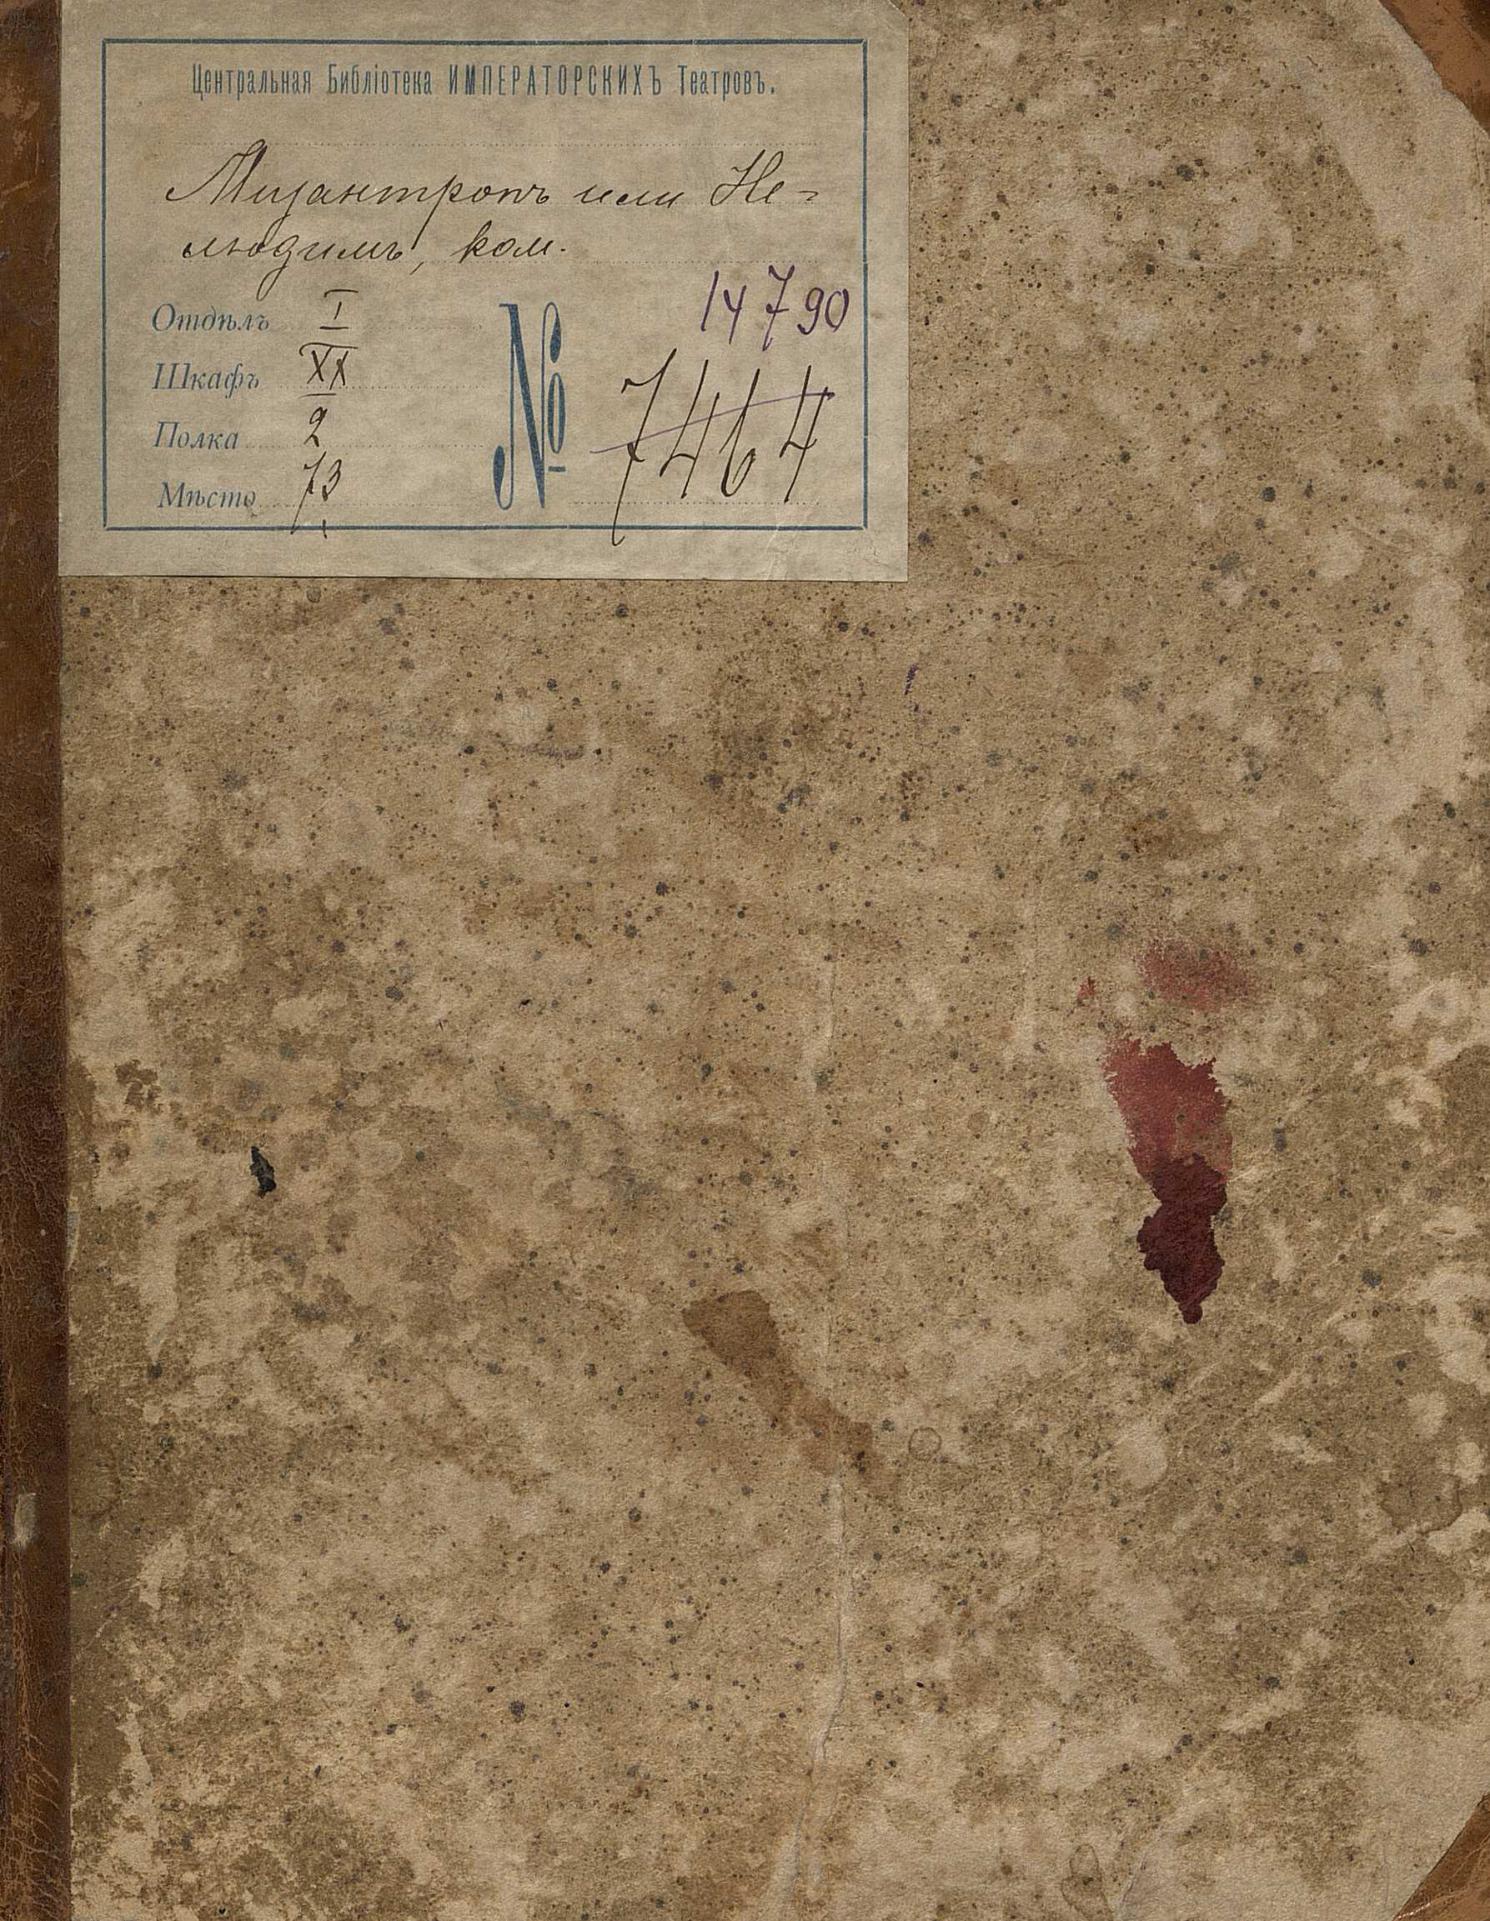 Центральная Библіотека ИМПЕРАТОРСКИХЪ Театровъ.
Мизантропъ или Не-
людимъ, ком.
14790
Отдѣлъ I
Шкафъ XX
Полка 2
Мѣсто 73
№ 7464